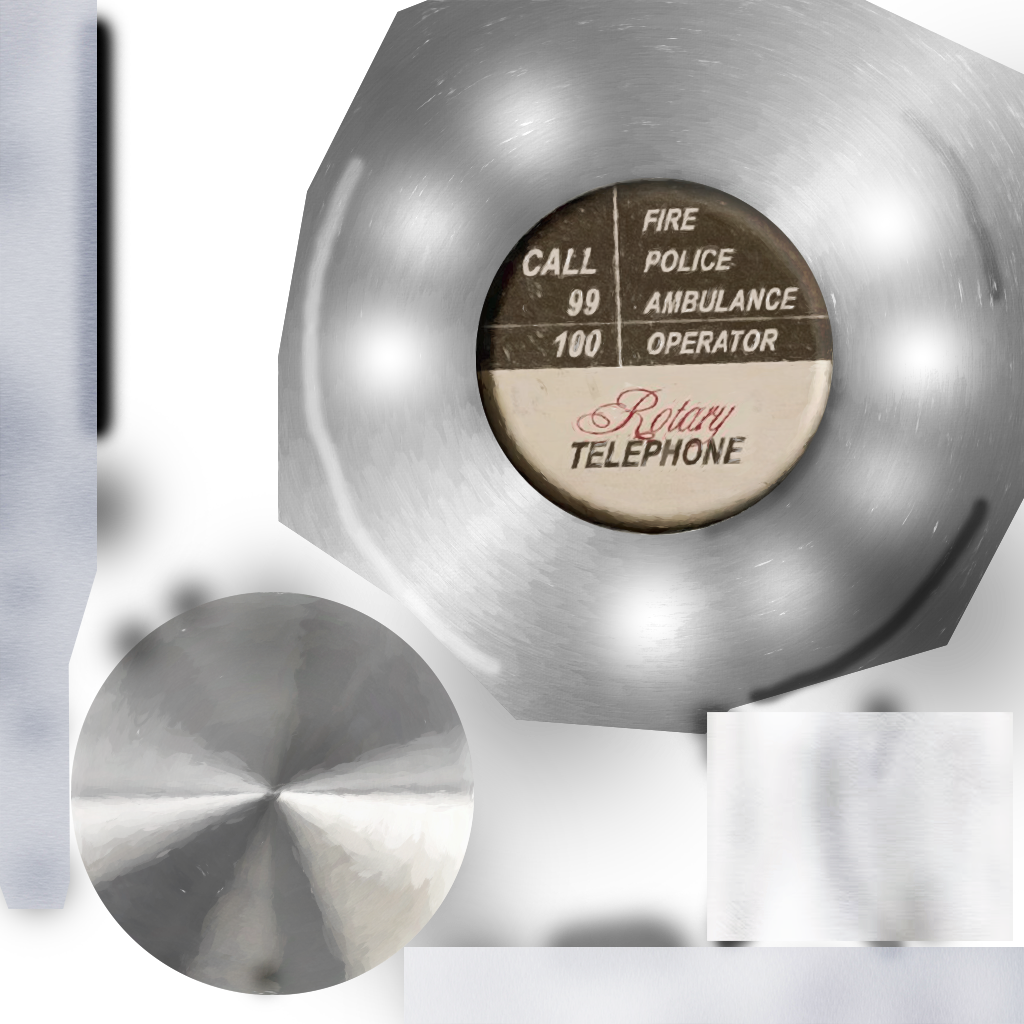 FIRE
CALL POLICE
99 AMBULANCE
100 OPERATOR
Rotary
TELEPHONE